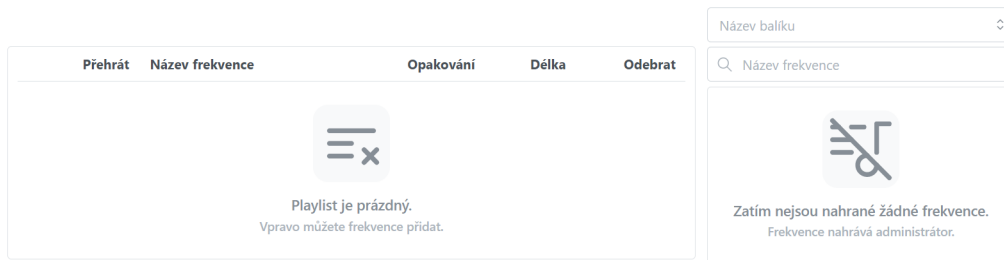 Název balíku
Přehrát Název frekvence Opakování Délka Odebrat
Název frekvence
Playlist je prázdný.
Vpravo můžete frekvence přidat.
Zatím nejsou nahrané žádné frekvence.
Frekvence nahrává administrátor.